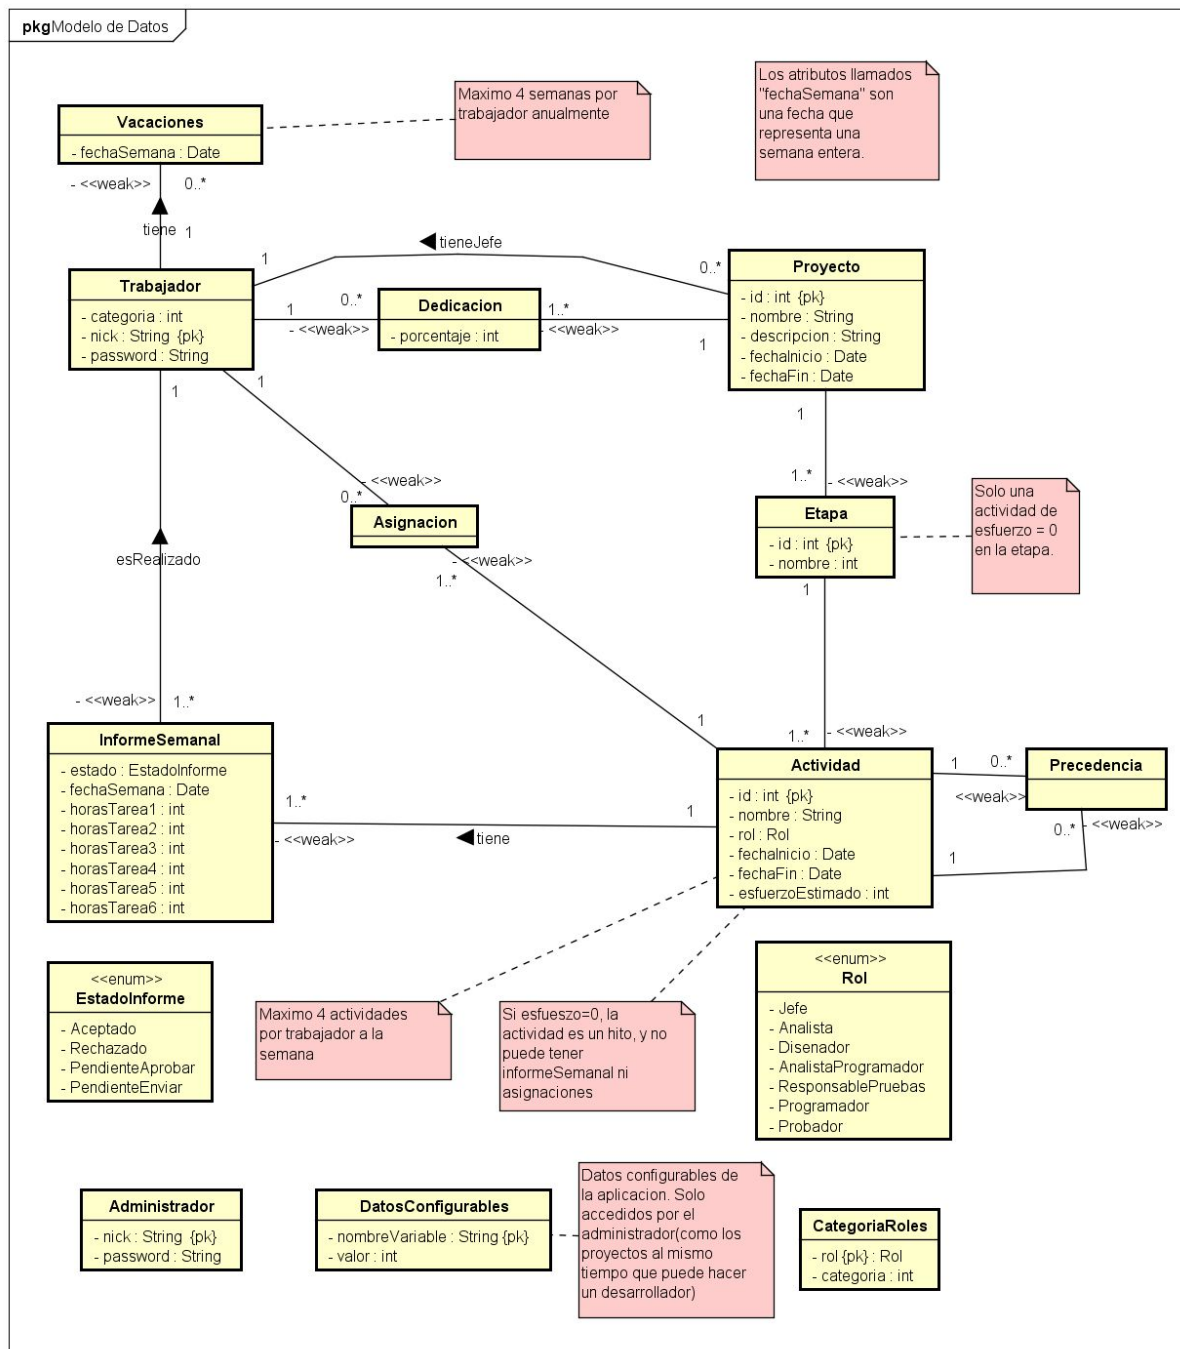 pkg Modelo de Datos
Maximo 4 semanas por
trabajador anualmente
Los atributos llamados
"fechaSemana" son
una fecha que
representa una
semana entera.
Vacaciones
- fechaSemana : Date
- <<weak>>
0..*
tiene
1
1
tieneJefe
0..*
Trabajador
- categoria : int
- nick : String {pk}
- password : String
1
0..*
- <<weak>>
Dedicacion
- porcentaje : int
1..*
- <<weak>>
1
Proyecto
- id : int {pk}
- nombre : String
- descripcion : String
- fechaInicio : Date
- fechaFin : Date
1
1
1
1..*
- <<weak>>
- <<weak>>
0..*
Asignacion
- <<weak>>
1..*
Etapa
- id : int {pk}
- nombre : int
Solo una
actividad de
esfuerzo = 0
en la etapa.
1
esRealizado
- <<weak>>
1..*
1
1..*
- <<weak>>
InformeSemanal
- estado : EstadoInforme
- fechaSemana : Date
- horasTarea1 : int
- horasTarea2 : int
- horasTarea3 : int
- horasTarea4 : int
- horasTarea5 : int
- horasTarea6 : int
1..*
- <<weak>>
tiene
1
Actividad
- id : int {pk}
- nombre : String
- rol : Rol
- fechaInicio : Date
- fechaFin : Date
- esfuerzoEstimado : int
1
0..*
<<weak>>
Precedencia
0..*
- <<weak>>
1
<<enum>>
EstadoInforme
- Aceptado
- Rechazado
- PendienteAprobar
- PendienteEnviar
Maximo 4 actividades
por trabajador a la
semana
Si esfueszo=0, la
actividad es un hito, y no
puede tener
informeSemanal ni
asignaciones
<<enum>>
Rol
- Jefe
- Analista
- Disenador
- AnalistaProgramador
- ResponsablePruebas
- Programador
- Probador
Administrador
- nick : String {pk}
- password : String
DatosConfigurables
- nombreVariable : String {pk}
- valor : int
Datos configurables de
la aplicacion. Solo
accedidos por el
administrador(como los
proyectos al mismo
tiempo que puede hacer
un desarrollador)
CategoriaRoles
- rol {pk} : Rol
- categoria : int